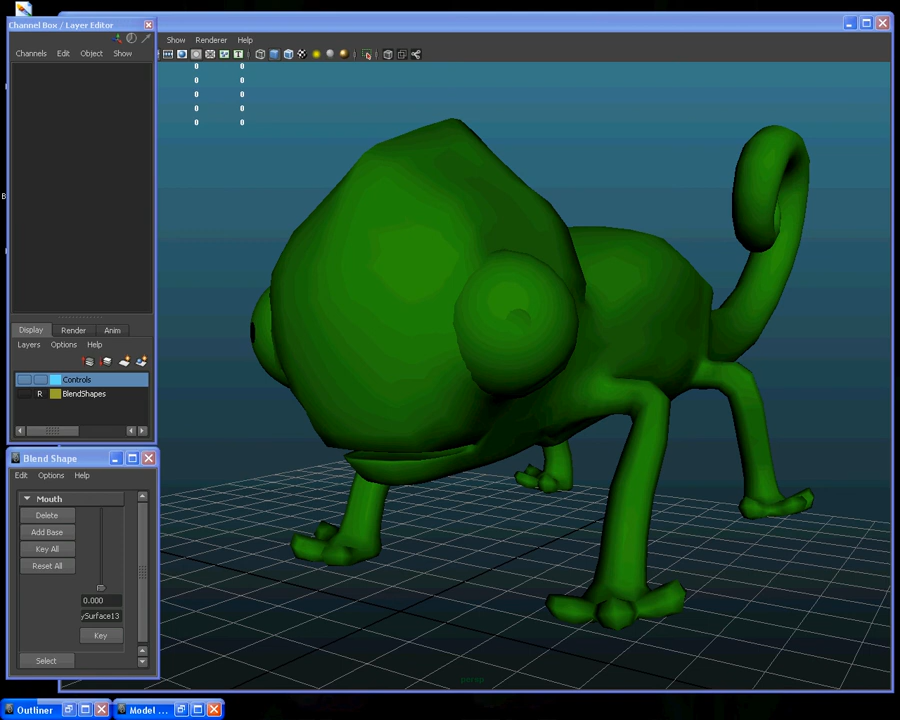 Channel Box / Layer Editor
Channels Edit Object Show
Show Renderer Help
0 0
0 0
0 0
0 0
0 0
Display Render Anim
Layers Options Help
Controls
R BlendShapes
Blend Shape
Edit Options Help
Mouth
Delete
Add Base
Key All
Reset All
0.000
ySurface13
Key
Select
persp
Outliner
Model ...